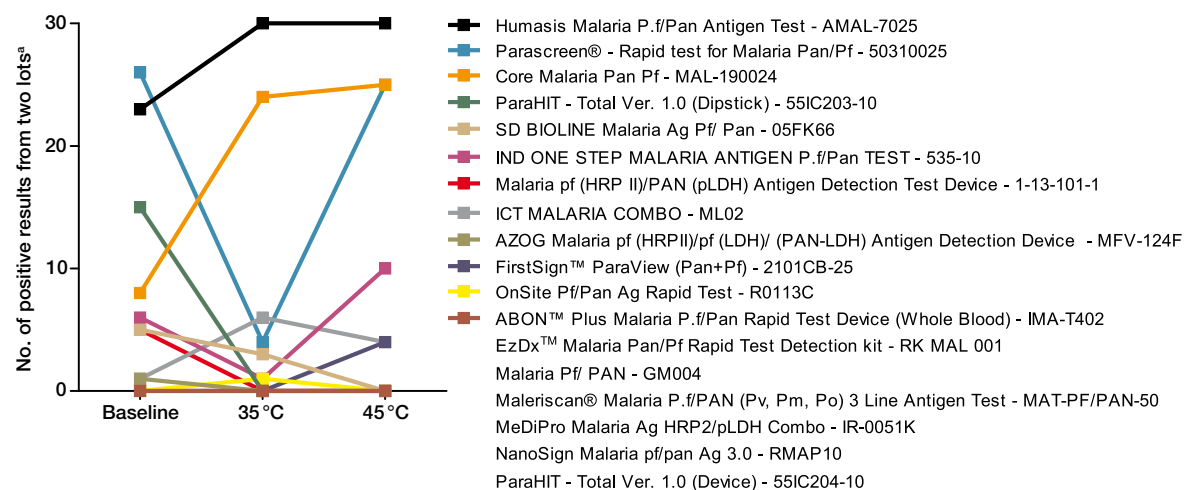 No. of positive results from two lotsᵃ
30
20
10
0
Baseline
35°C
45°C
Humasis Malaria P.f/Pan Antigen Test - AMAL-7025
Parascreen® - Rapid test for Malaria Pan/Pf - 50310025
Core Malaria Pan Pf - MAL-190024
ParaHIT - Total Ver. 1.0 (Dipstick) - 55IC203-10
SD BIOLINE Malaria Ag Pf/ Pan - 05FK66
IND ONE STEP MALARIA ANTIGEN P.f/Pan TEST - 535-10
Malaria pf (HRP II)/PAN (pLDH) Antigen Detection Test Device - 1-13-101-1
ICT MALARIA COMBO - ML02
AZOG Malaria pf (HRPII)/pf (LDH)/ (PAN-LDH) Antigen Detection Device - MFV-124F
FirstSign™ ParaView (Pan+Pf) - 2101CB-25
OnSite Pf/Pan Ag Rapid Test - R0113C
ABON™ Plus Malaria P.f/Pan Rapid Test Device (Whole Blood) - IMA-T402
EzDx™ Malaria Pan/Pf Rapid Test Detection kit - RK MAL 001
Malaria Pf/ PAN - GM004
Maleriscan® Malaria P.f/PAN (Pv, Pm, Po) 3 Line Antigen Test - MAT-PF/PAN-50
MeDiPro Malaria Ag HRP2/pLDH Combo - IR-0051K
NanoSign Malaria pf/pan Ag 3.0 - RMAP10
ParaHIT - Total Ver. 1.0 (Device) - 55IC204-10